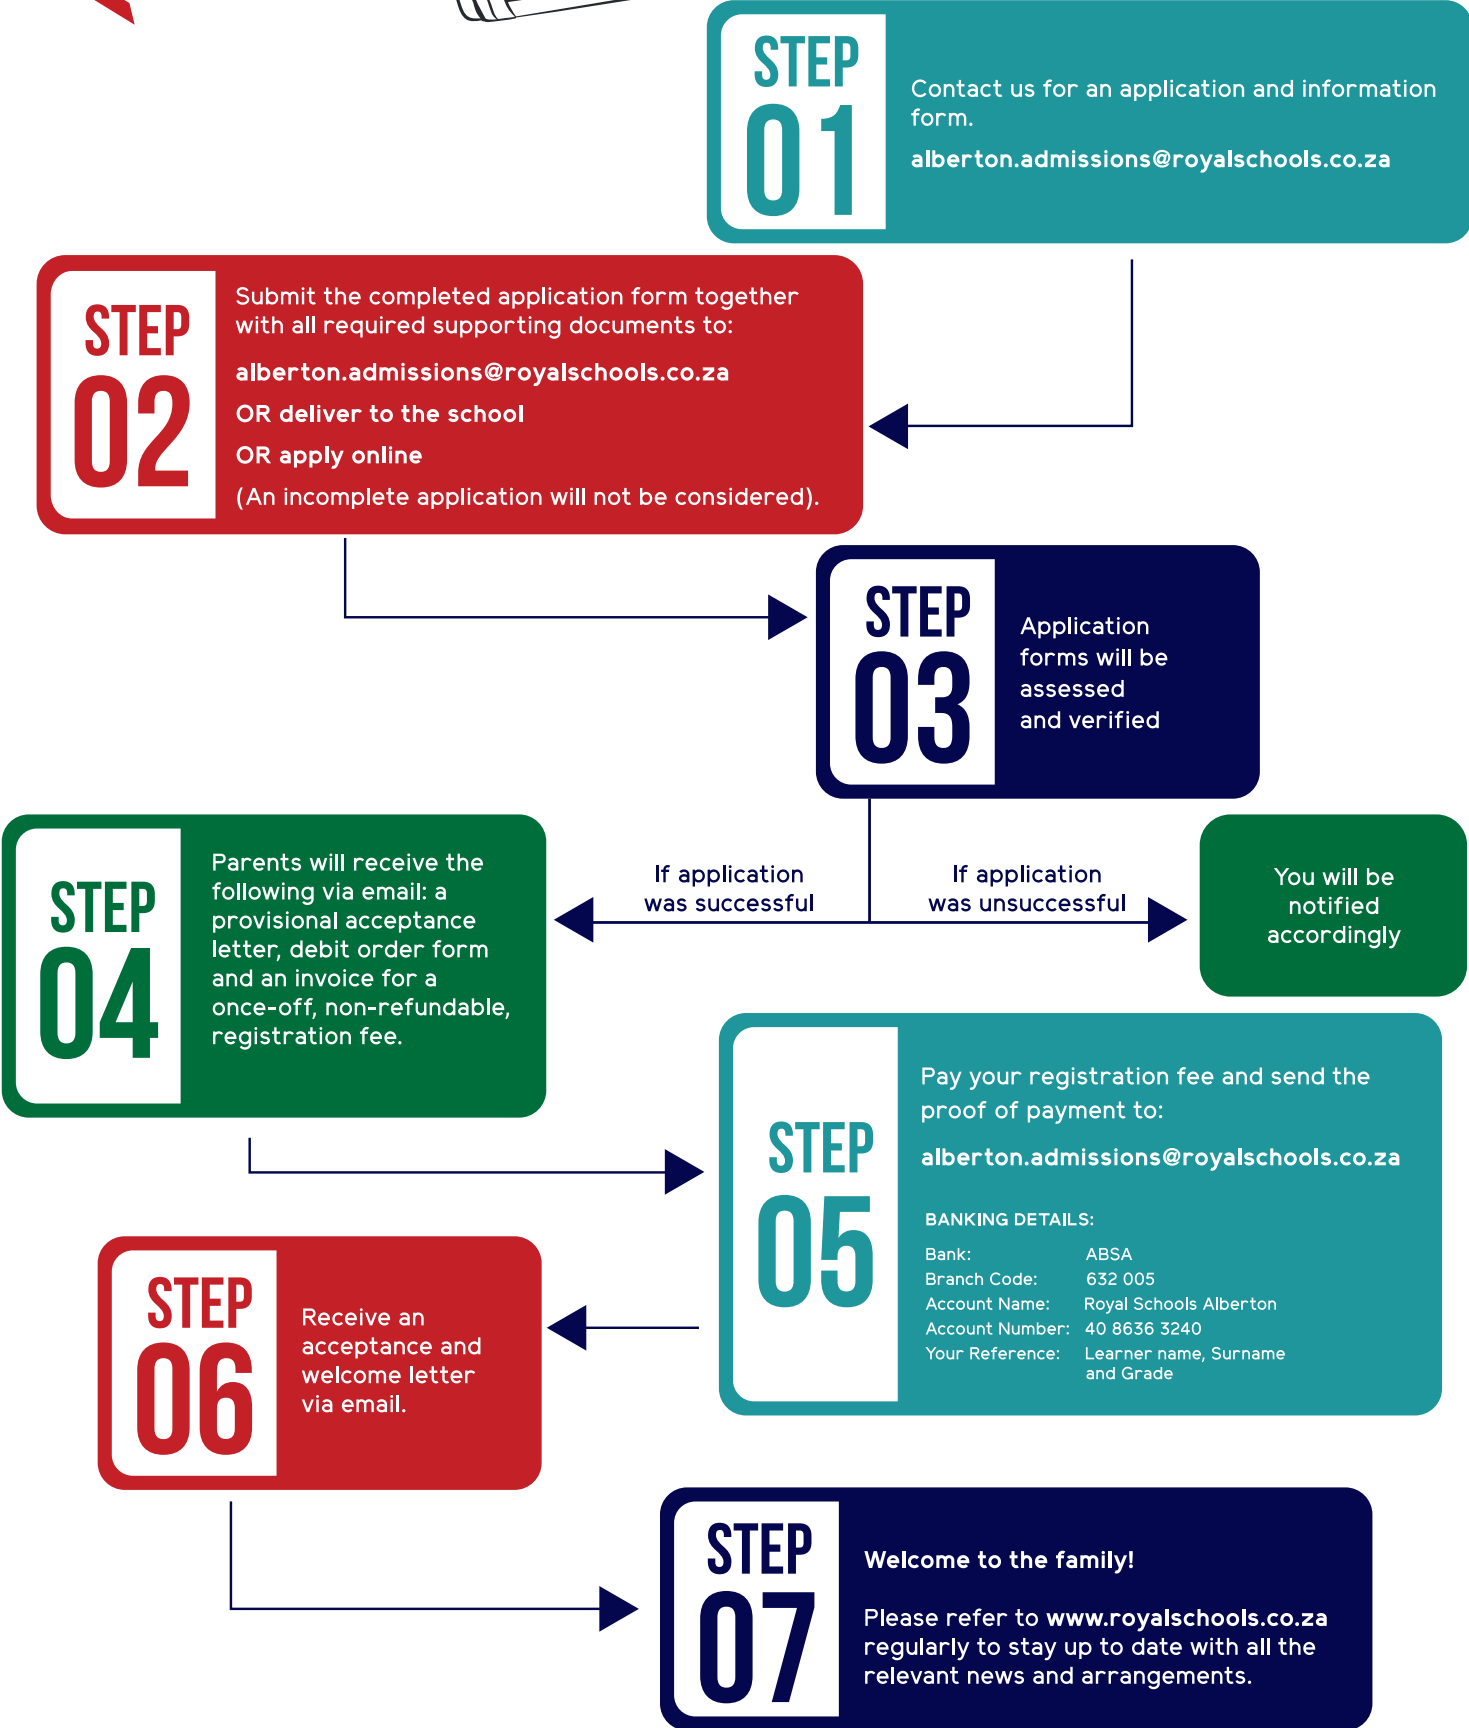 STEP
01
Contact us for an application and information
form.
alberton.admissions@royalschools.co.za
STEP
02
Submit the completed application form together
with all required supporting documents to:
alberton.admissions@royalschools.co.za
OR deliver to the school
OR apply online
(An incomplete application will not be considered).
STEP
03
Application
forms will be
assessed
and verified
If application
was successful
If application
was unsuccessful
You will be
notified
accordingly
STEP
04
Parents will receive the
following via email: a
provisional acceptance
letter, debit order form
and an invoice for a
once-off, non-refundable,
registration fee.
STEP
05
Pay your registration fee and send the
proof of payment to:
alberton.admissions@royalschools.co.za
BANKING DETAILS:
Bank: ABSA
Branch Code: 632 005
Account Name: Royal Schools Alberton
Account Number: 40 8636 3240
Your Reference: Learner name, Surname
and Grade
STEP
06
Receive an
acceptance and
welcome letter
via email.
STEP
07
Welcome to the family!
Please refer to www.royalschools.co.za
regularly to stay up to date with all the
relevant news and arrangements.